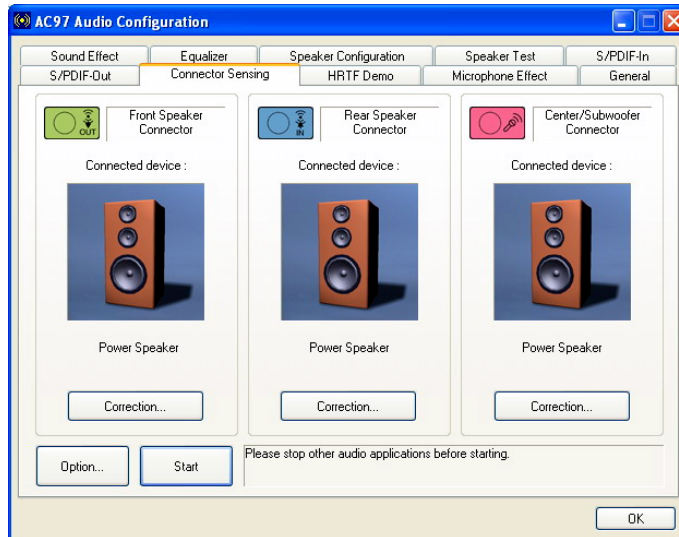 AC97 Audio Configuration
Sound Effect
Equalizer
Speaker Configuration
Speaker Test
S/PDIF-In
S/PDIF-Out
Connector Sensing
HRTF Demo
Microphone Effect
General
OUT
Front Speaker
Connector
Connected device :
Power Speaker
Correction...
IN
Rear Speaker
Connector
Connected device :
Power Speaker
Correction...
Center/Subwoofer
Connector
Connected device :
Power Speaker
Correction...
Option...
Start
Please stop other audio applications before starting.
OK